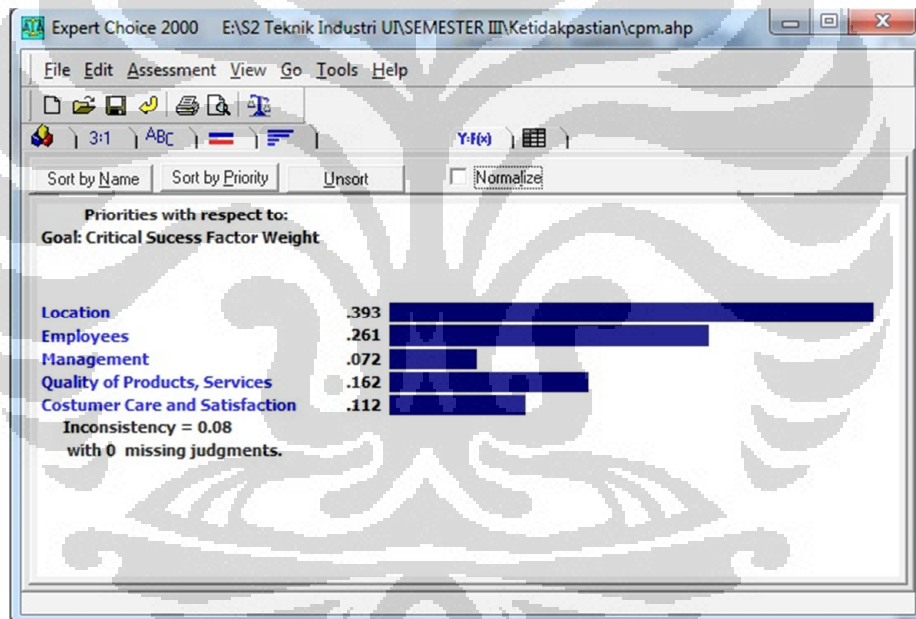 Expert Choice 2000 E:\S2 Teknik Industri UI\SEMESTER III\Ketidakpastian\cpm.ahp
File Edit Assessment View Go Tools Help
3:1 ABC Y=F(x)
Sort by Name Sort by Priority Unsort Normalize
Priorities with respect to:
Goal: Critical Sucess Factor Weight
Location .393
Employees .261
Management .072
Quality of Products, Services .162
Costumer Care and Satisfaction .112
Inconsistency = 0.08
with 0 missing judgments.